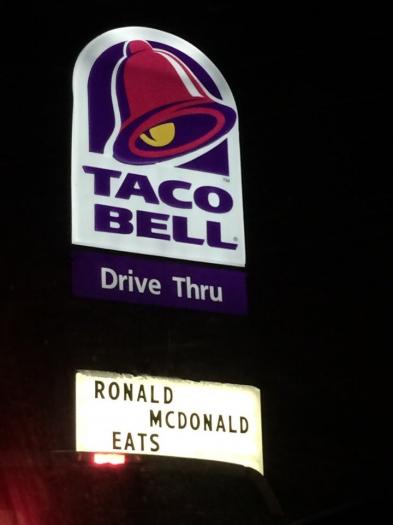 TACO
BELL
Drive Thru
RONALD
MCDONALD
EATS